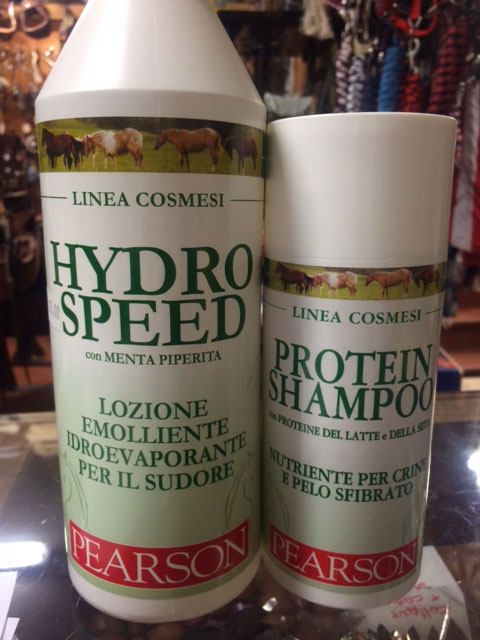 LINEA COSMESI
HYDRO
SPEED
con MENTA PIPERITA
LOZIONE
EMOLLIENTE
IDROEVAPORANTE
PER IL SUDORE
PEARSON
LINEA COSMESI
PROTEIN
SHAMPOO
con PROTEINE DEL LATTE e DELLA SETA
NUTRIENTE PER CRINI
E PELO SFIBRATO
PEARSON